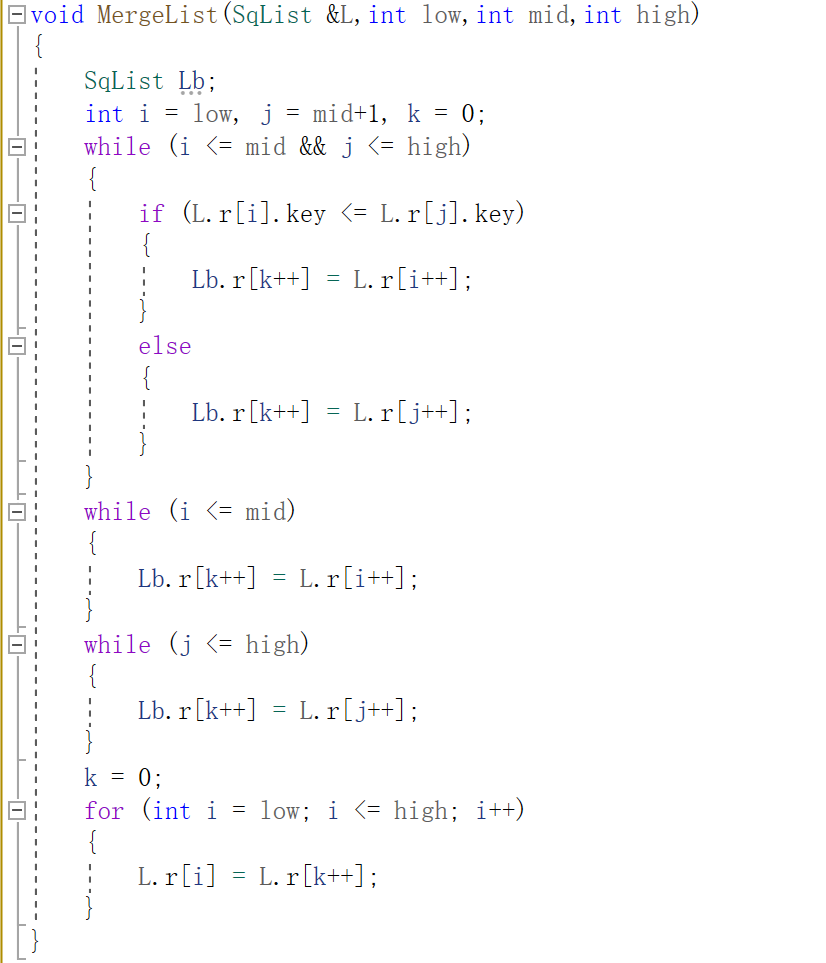 void MergeList(SqList &L,int low,int mid,int high)
{
    SqList Lb;
    int i = low, j = mid+1, k = 0;
    while (i <= mid && j <= high)
    {
        if (L.r[i].key <= L.r[j].key)
        {
            Lb.r[k++] = L.r[i++];
        }
        else
        {
            Lb.r[k++] = L.r[j++];
        }
    }
    while (i <= mid)
    {
        Lb.r[k++] = L.r[i++];
    }
    while (j <= high)
    {
        Lb.r[k++] = L.r[j++];
    }
    k = 0;
    for (int i = low; i <= high; i++)
    {
        L.r[i] = L.r[k++];
    }
}